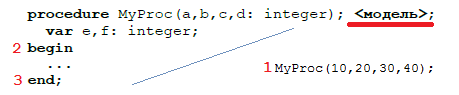 procedure MyProc(a,b,c,d: integer); <модель>;
var e,f: integer;
2 begin
...
1 MyProc(10,20,30,40);
3 end;